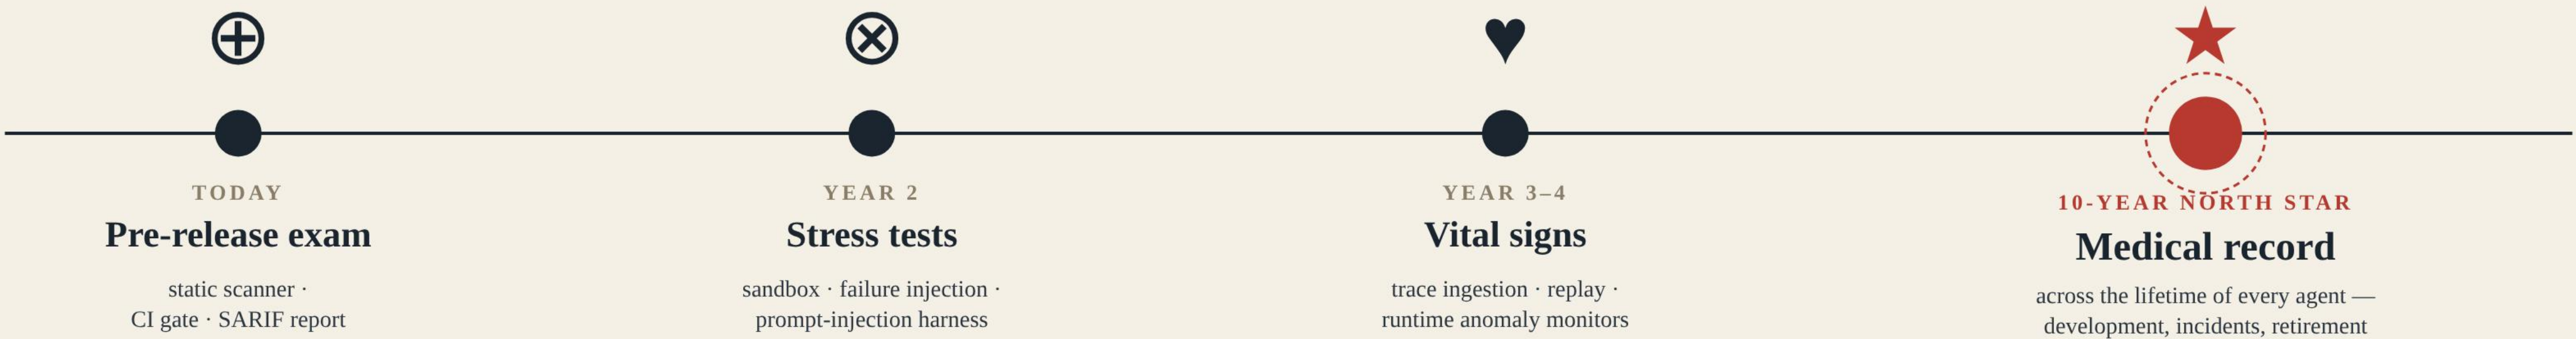 TODAY
Pre-release exam
static scanner ·
CI gate · SARIF report
YEAR 2
Stress tests
sandbox · failure injection ·
prompt-injection harness
YEAR 3–4
Vital signs
trace ingestion · replay ·
runtime anomaly monitors
10-YEAR NORTH STAR
Medical record
across the lifetime of every agent —
development, incidents, retirement